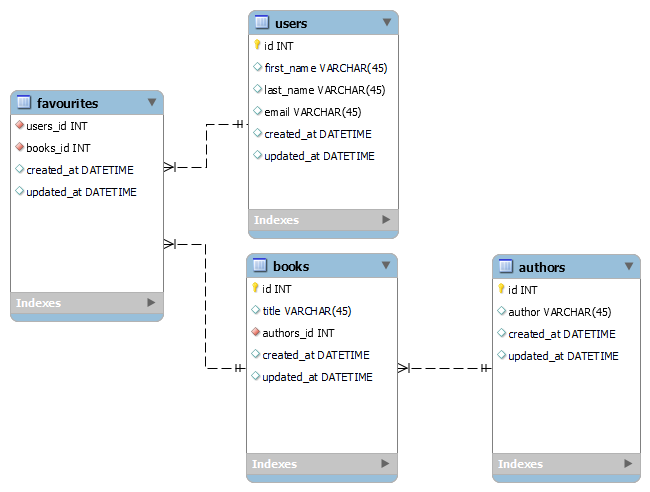 users
id INT
first_name VARCHAR(45)
last_name VARCHAR(45)
email VARCHAR(45)
created_at DATETIME
updated_at DATETIME
Indexes
favourites
users_id INT
books_id INT
created_at DATETIME
updated_at DATETIME
Indexes
books
id INT
title VARCHAR(45)
authors_id INT
created_at DATETIME
updated_at DATETIME
Indexes
authors
id INT
author VARCHAR(45)
created_at DATETIME
updated_at DATETIME
Indexes